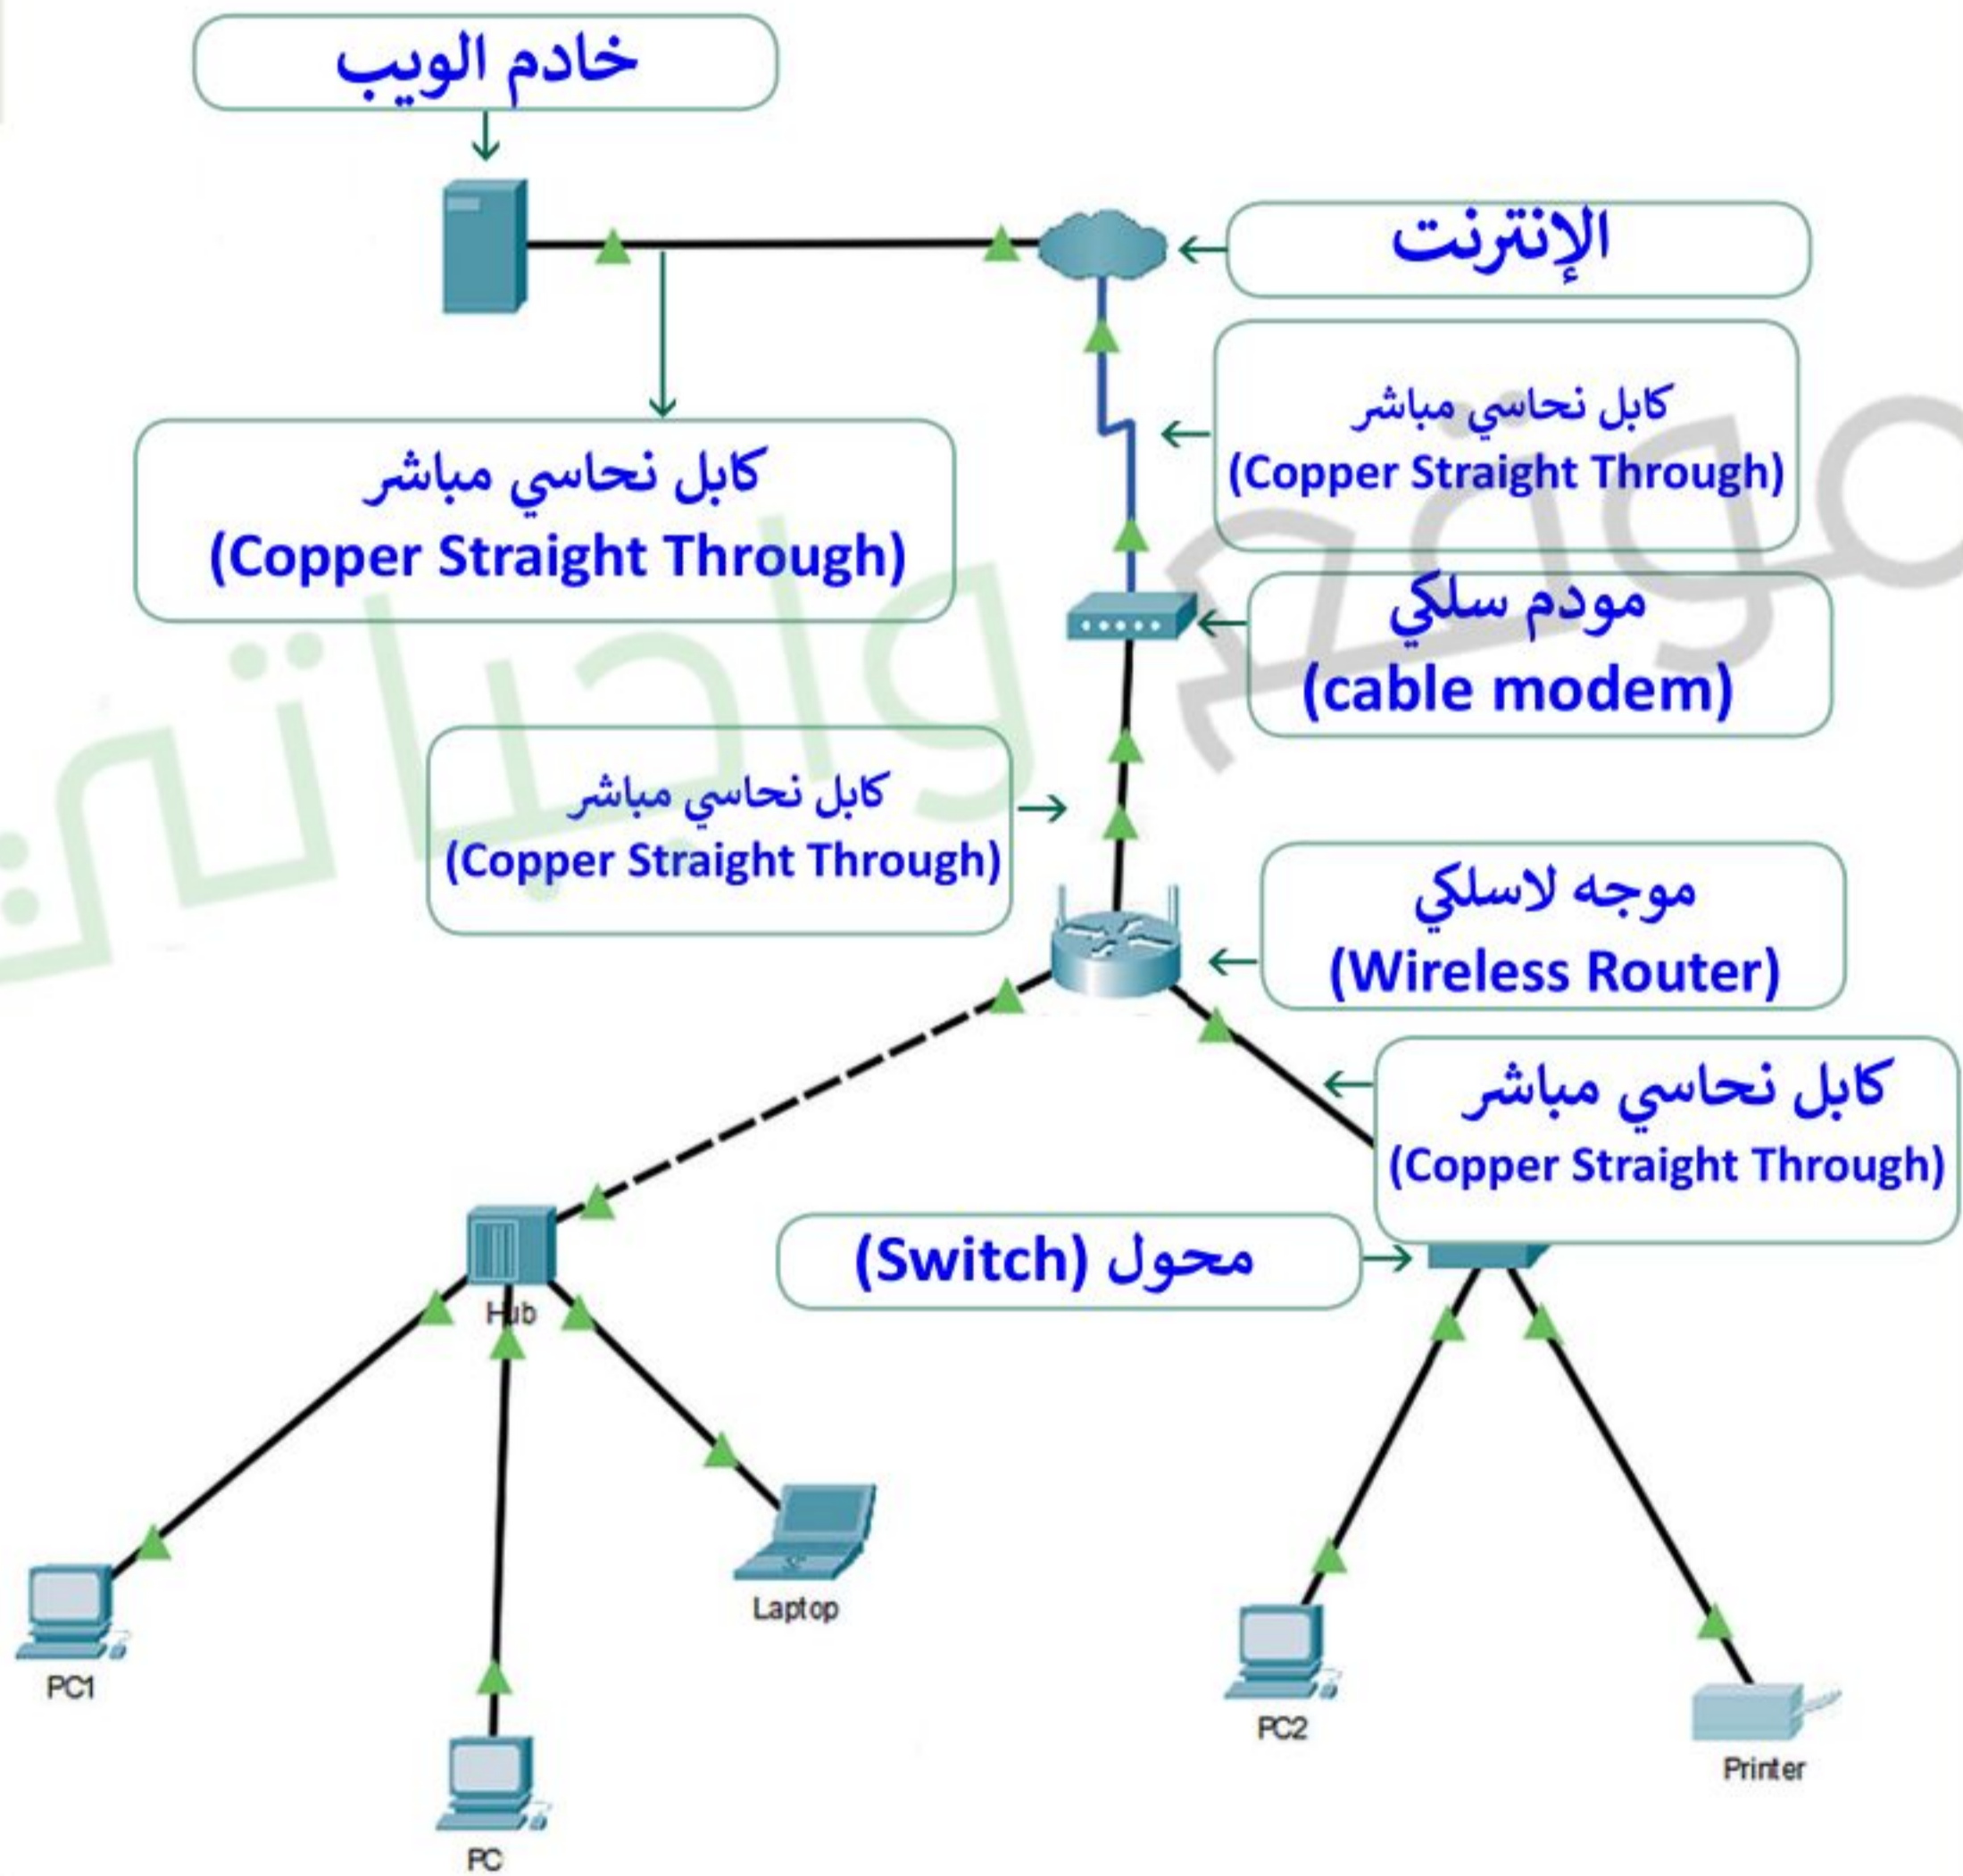 خادم الويب
الإنترنت
كابل نحاسي مباشر
(Copper Straight Through)
كابل نحاسي مباشر
(Copper Straight Through)
مودم سلكي
(cable modem)
كابل نحاسي مباشر
(Copper Straight Through)
موجه لاسلكي
(Wireless Router)
كابل نحاسي مباشر
(Copper Straight Through)
محول (Switch)
Hub
Laptop
PC1
PC2
Printer
PC
موقع
واجباتي